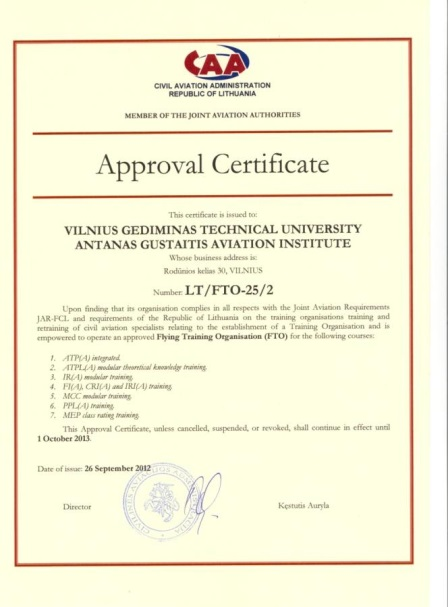 CAA
CIVIL AVIATION ADMINISTRATION
REPUBLIC OF LITHUANIA
MEMBER OF THE JOINT AVIATION AUTHORITIES
Approval Certificate
This certificate is issued to:
VILNIUS GEDIMINAS TECHNICAL UNIVERSITY
ANTANAS GUSTAITIS AVIATION INSTITUTE
Whose business address is:
Rodūnios kelias 30, VILNIUS
Number: LT/FTO-25/2
Upon finding that its organisation complies in all respects with the Joint Aviation Requirements
JAR-FCL and requirements of the Republic of Lithuania on the training organisations training and
retraining of civil aviation specialists relating to the establishment of a Training Organisation and is
empowered to operate an approved Flying Training Organisation (FTO) for the following courses:
1. ATP(A) integrated.
2. ATPL(A) modular theoretical knowledge training.
3. IR(A) modular training.
4. FI(A), CRI(A) and IRI(A) training.
5. MCC modular training.
6. PPL(A) training.
7. MEP class rating training.
This Approval Certificate, unless cancelled, suspended, or revoked, shall continue in effect until
1 October 2013.
Date of issue: 26 September 2012
Director
Kęstutis Auryla